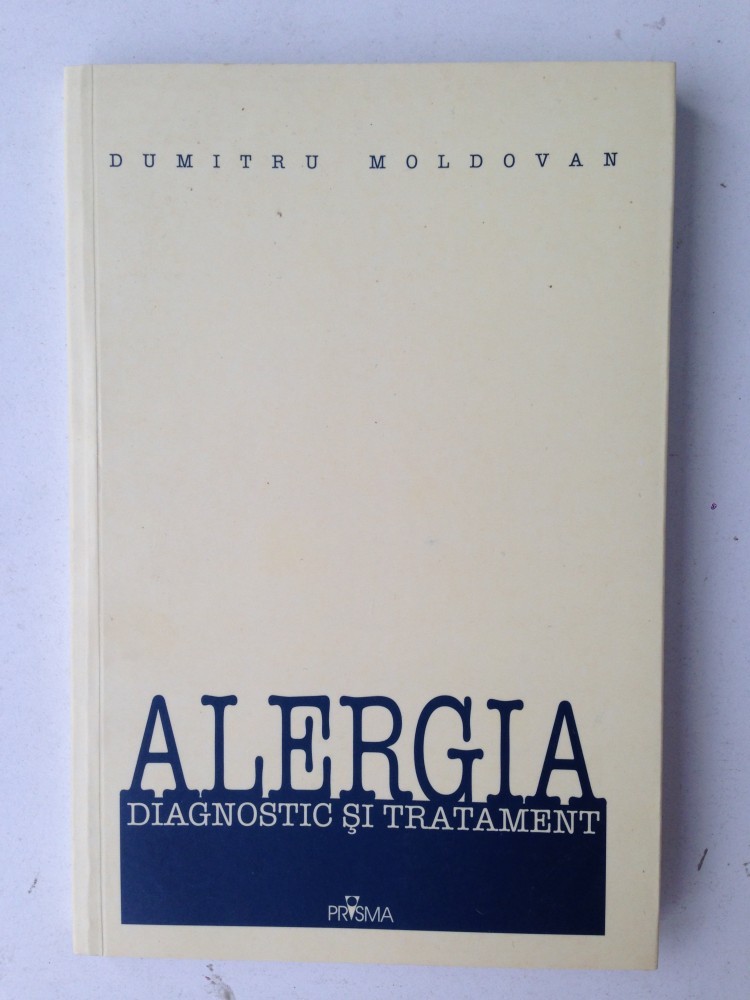 DUMITRU MOLDOVAN
ALERGIA
DIAGNOSTIC ŞI TRATAMENT
PRISMA